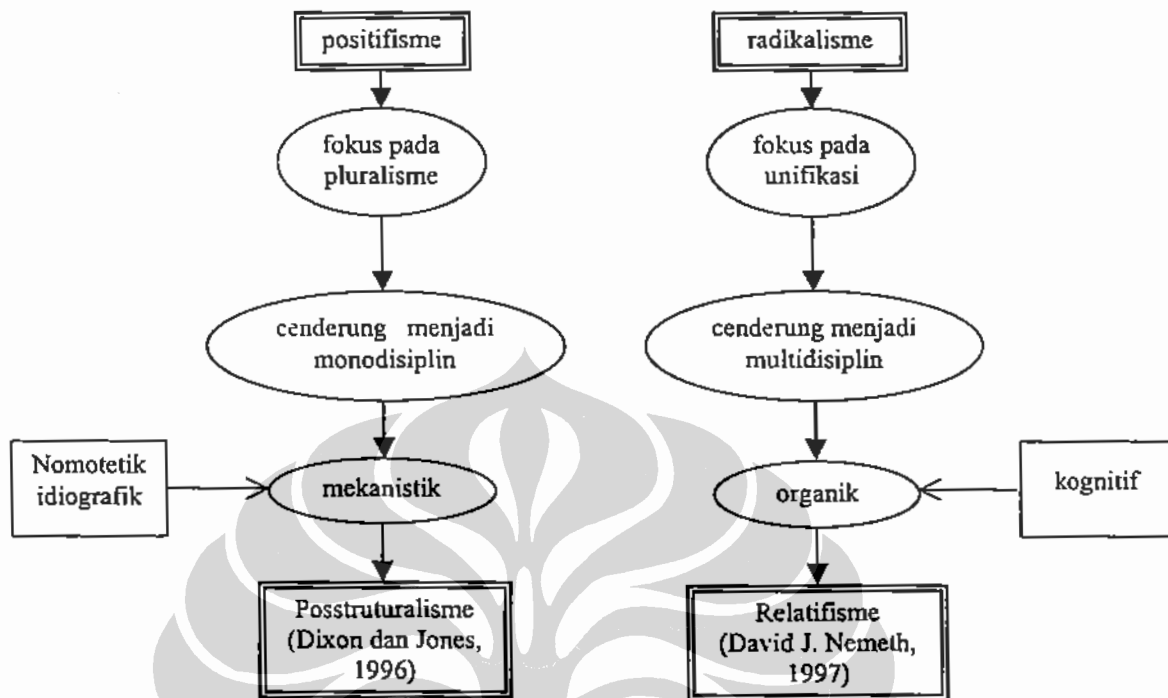 positifisme
radikalisme
fokus pada
pluralisme
fokus pada
unifikasi
cenderung menjadi
monodisiplin
cenderung menjadi
multidisiplin
Nomotetik
idiografik
mekanistik
organik
kognitif
Posstruturalisme
(Dixon dan Jones,
1996)
Relatifisme
(David J. Nemeth,
1997)